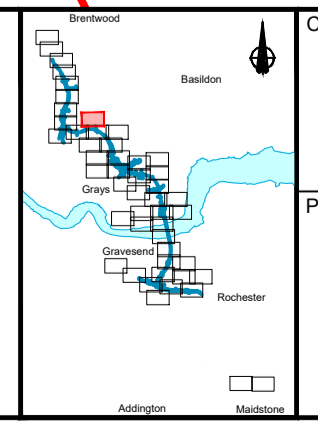 Brentwood
C
Basildon
Grays
P
Gravesend
Rochester
Addington
Maidstone